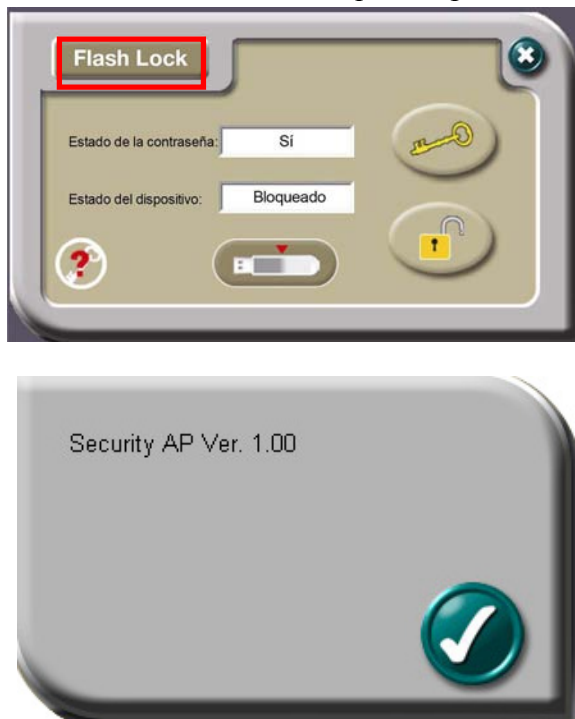 Flash Lock
Estado de la contraseña: Sí
Estado del dispositivo: Bloqueado
?
Security AP Ver. 1.00